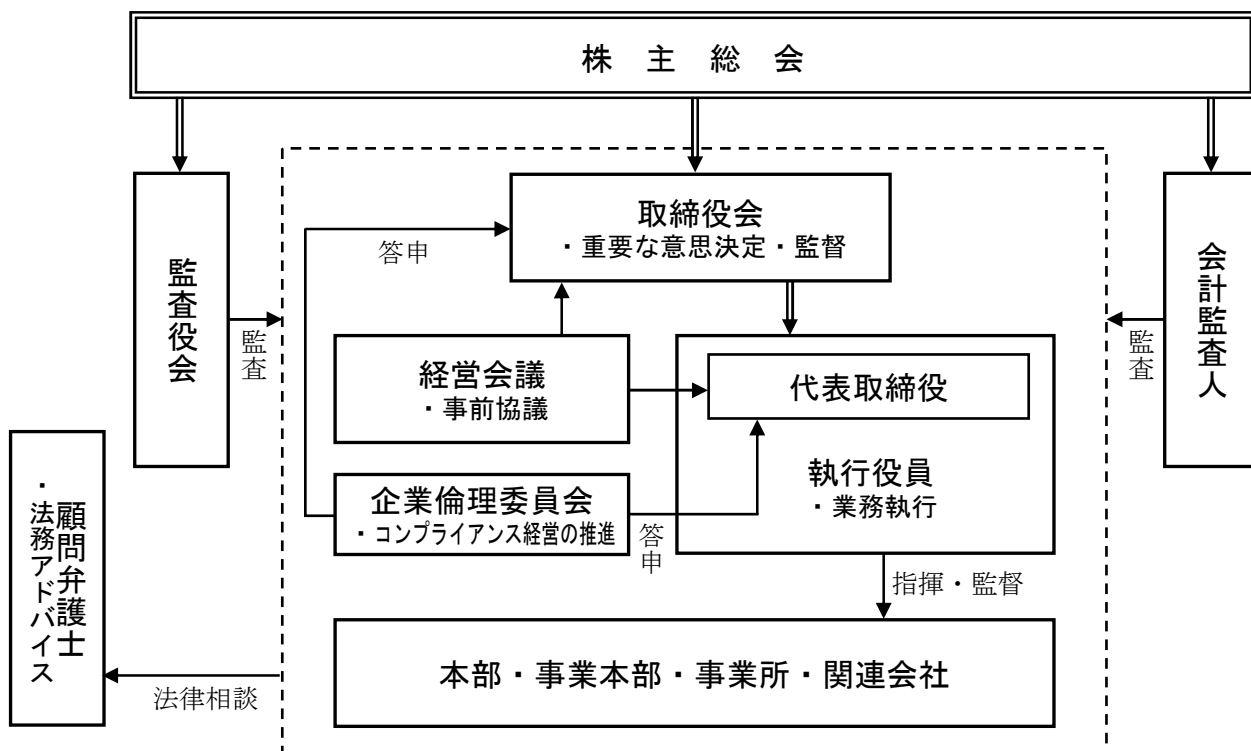 株主総会
取締役会
・重要な意思決定・監督
答申
監査役会
監査
会計監査人
監査
経営会議
・事前協議
代表取締役
執行役員
・業務執行
企業倫理委員会
・コンプライアンス経営の推進
答申
指揮・監督
顧問弁護士
・法務アドバイス
法律相談
本部・事業本部・事業所・関連会社